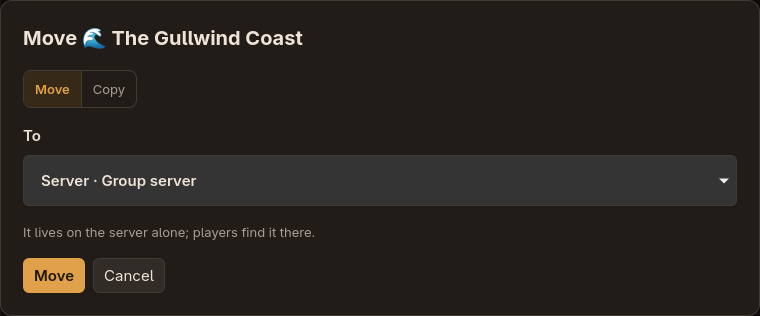 Move 🌊 The Gullwind Coast
Move Copy
To
Server · Group server
It lives on the server alone; players find it there.
Move Cancel